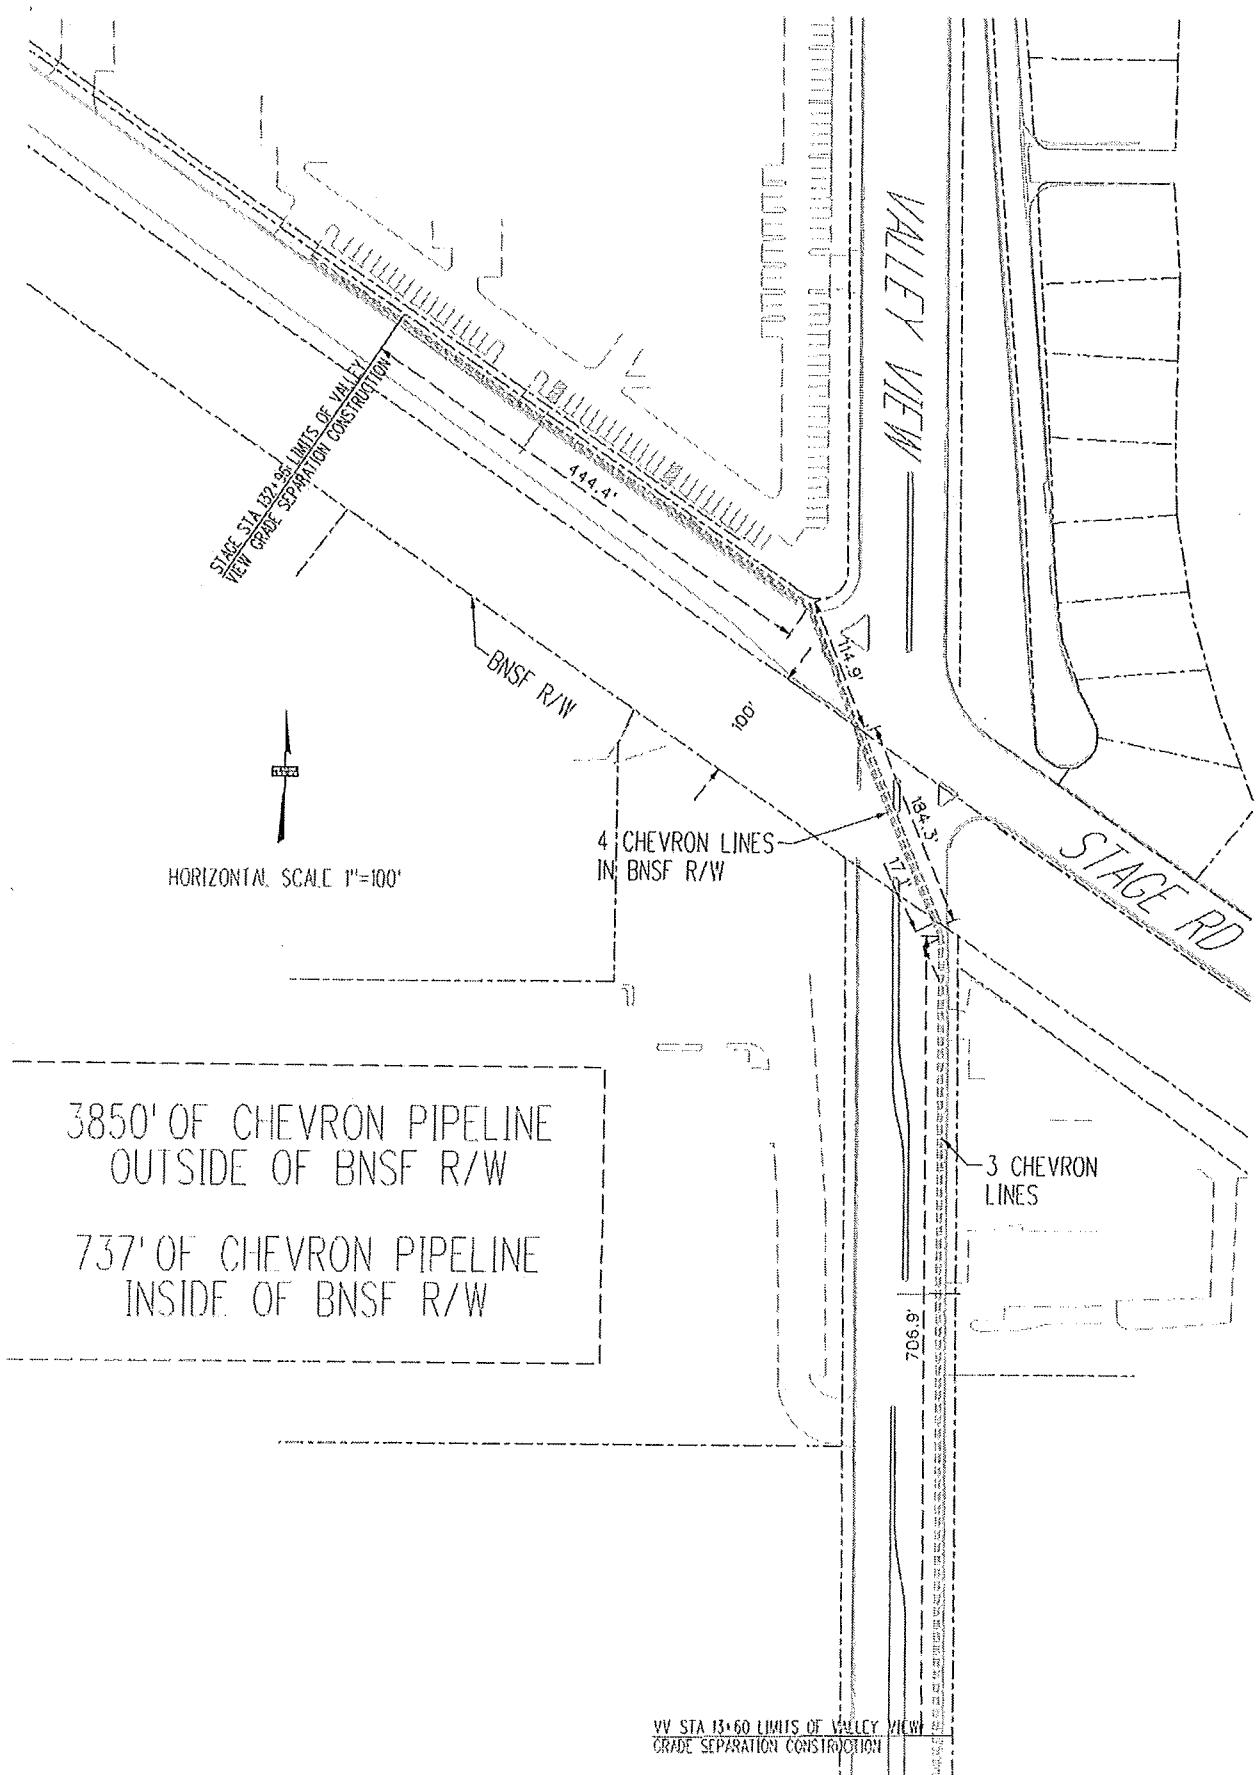 VALLEY VIEW
STAGE STA 132+96 LIMITS OF VALLEY
VIEW GRADE SEPARATION CONSTRUCTION
444.4'
114.9'
BNSF R/W
100'
184.3'
4 CHEVRON LINES
IN BNSF R/W
17.1'
STAGE RD
HORIZONTAL SCALE 1"=100'
3850' OF CHEVRON PIPELINE
OUTSIDE OF BNSF R/W
737' OF CHEVRON PIPELINE
INSIDE OF BNSF R/W
3 CHEVRON
LINES
706.9'
VV STA 13+60 LIMITS OF VALLEY VIEW
GRADE SEPARATION CONSTRUCTION